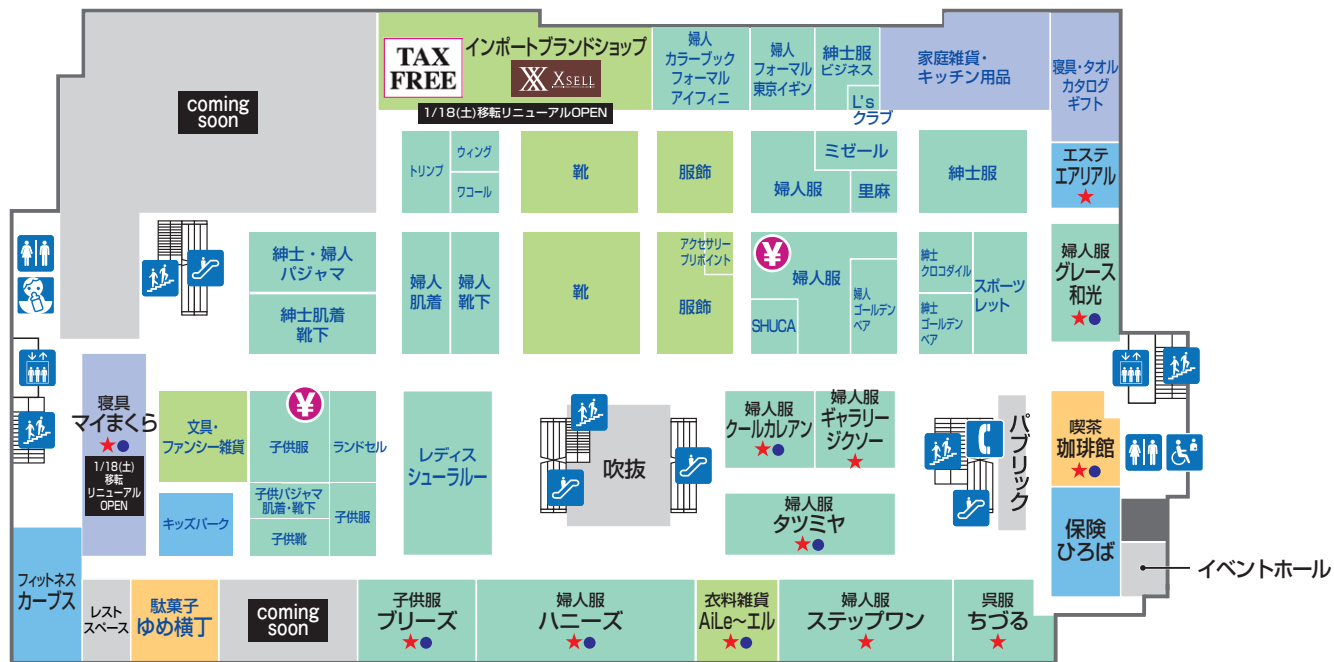 TAX
FREE
インポートブランドショップ
XSELL
1/18(土)移転リニューアルOPEN
coming
soon
婦人
カラーブック
フォーマル
アイフィニ
婦人
フォーマル
東京イギン
紳士服
ビジネス
L's
クラブ
家庭雑貨・
キッチン用品
寝具・タオル
カタログ
ギフト
トリンプ
ウィング
ワコール
靴
服飾
婦人服
ミゼール
里麻
紳士服
エステ
エアリアル
★
紳士・婦人
パジャマ
紳士肌着
靴下
婦人
肌着
婦人
靴下
靴
アクセサリー
プリポイント
服飾
¥
婦人服
SHUCA
婦人
ゴールデン
ベア
紳士
クロコダイル
紳士
ゴールデン
ベア
スポーツ
レット
婦人服
グレース
和光
★●
寝具
マイまくら
★●
1/18(土)
移転
リニューアル
OPEN
文具・
ファンシー雑貨
キッズパーク
¥
子供服
ランドセル
子供パジャマ
肌着・靴下
子供靴
子供服
レディス
シューラルー
吹抜
婦人服
クールカレアン
★●
婦人服
ギャラリー
ジクソー
★
婦人服
タツミヤ
★●
パブリック
喫茶
珈琲館
★●
保険
ひろば
イベントホール
フィットネス
カーブス
レスト
スペース
駄菓子
ゆめ横丁
coming
soon
子供服
ブリーズ
★●
婦人服
ハニーズ
★●
衣料雑貨
AiLe〜エル
★●
婦人服
ステップワン
★
呉服
ちづる
★